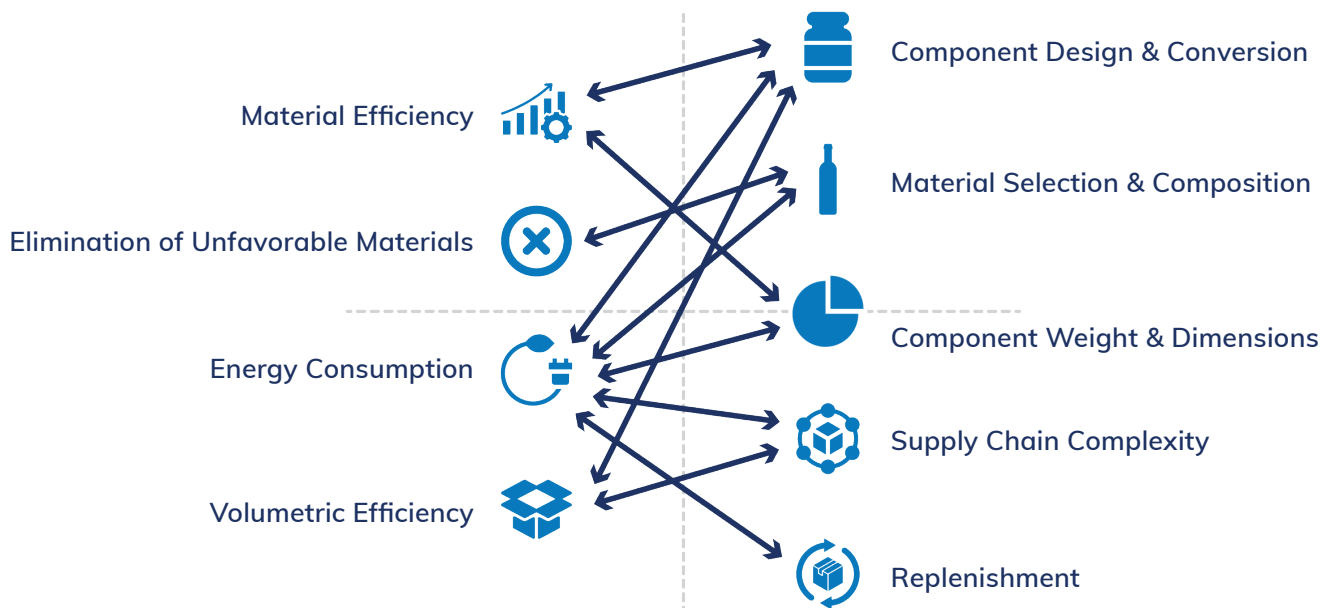 Material Efficiency
Elimination of Unfavorable Materials
Energy Consumption
Volumetric Efficiency
Component Design & Conversion
Material Selection & Composition
Component Weight & Dimensions
Supply Chain Complexity
Replenishment